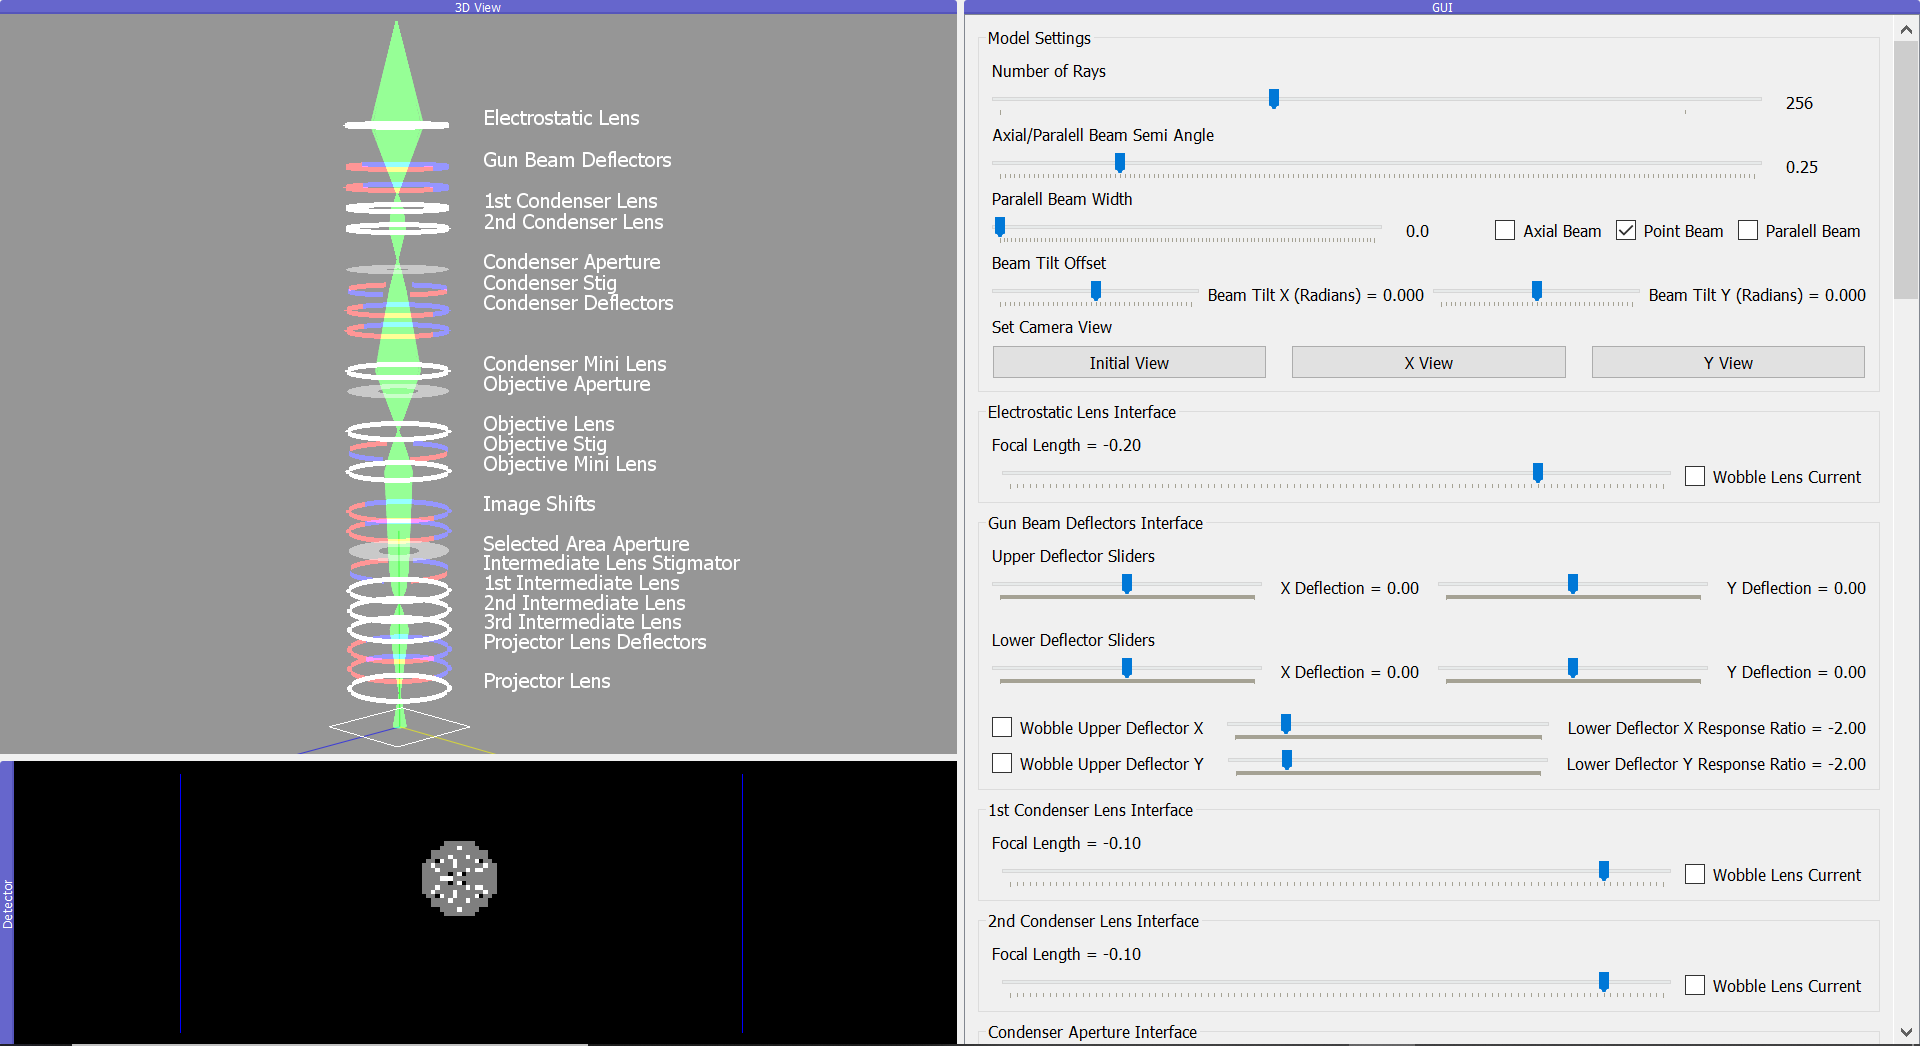 3D View
Electrostatic Lens
Gun Beam Deflectors
1st Condenser Lens
2nd Condenser Lens
Condenser Aperture
Condenser Stig
Condenser Deflectors
Condenser Mini Lens
Objective Aperture
Objective Lens
Objective Stig
Objective Mini Lens
Image Shifts
Selected Area Aperture
Intermediate Lens Stigmator
1st Intermediate Lens
2nd Intermediate Lens
3rd Intermediate Lens
Projector Lens Deflectors
Projector Lens
Detector
GUI
Model Settings
Number of Rays
256
Axial/Paralell Beam Semi Angle
0.25
Paralell Beam Width
0.0 Axial Beam Point Beam Paralell Beam
Beam Tilt Offset
Beam Tilt X (Radians) = 0.000 Beam Tilt Y (Radians) = 0.000
Set Camera View
Initial View X View Y View
Electrostatic Lens Interface
Focal Length = -0.20
Wobble Lens Current
Gun Beam Deflectors Interface
Upper Deflector Sliders
X Deflection = 0.00 Y Deflection = 0.00
Lower Deflector Sliders
X Deflection = 0.00 Y Deflection = 0.00
Wobble Upper Deflector X Lower Deflector X Response Ratio = -2.00
Wobble Upper Deflector Y Lower Deflector Y Response Ratio = -2.00
1st Condenser Lens Interface
Focal Length = -0.10
Wobble Lens Current
2nd Condenser Lens Interface
Focal Length = -0.10
Wobble Lens Current
Condenser Aperture Interface